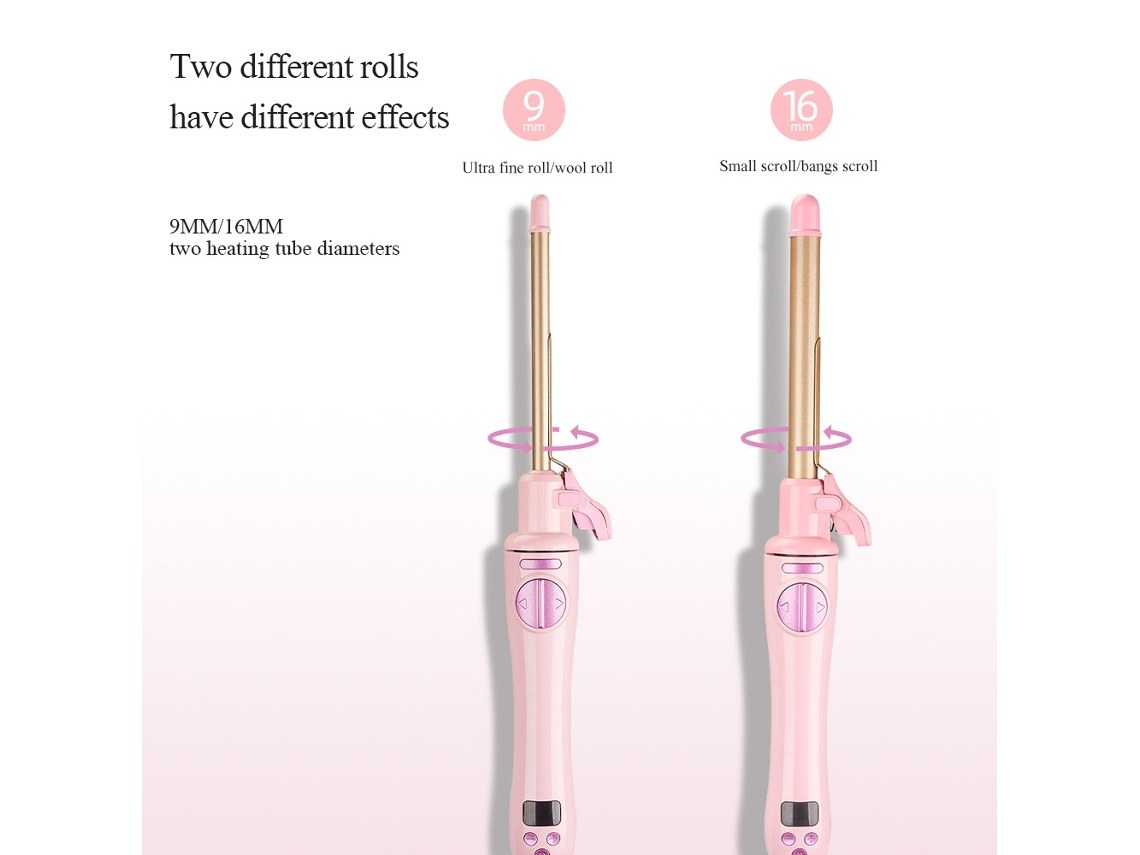 Two different rolls
have different effects
9
mm
16
mm
Ultra fine roll/wool roll
Small scroll/bangs scroll
9MM/16MM
two heating tube diameters